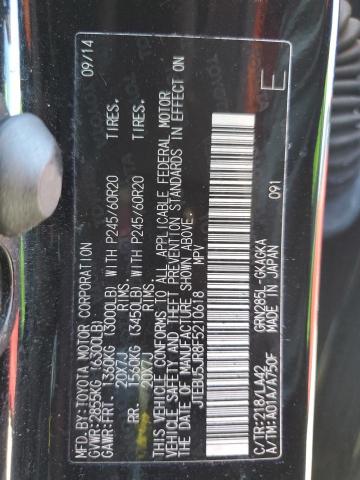 MFD.BY:TOYOTA MOTOR CORPORATION 09/14
GVWR:2855KG (6300LB)
GAWR:FRT. 1360KG (3000LB) WITH P245/60R20 TIRES.
20X7J RIMS.
RR. 1560KG (3450LB) WITH P245/60R20 TIRES.
20X7J RIMS.
THIS VEHICLE CONFORMS TO ALL APPLICABLE FEDERAL MOTOR
VEHICLE SAFETY AND THEFT PREVENTION STANDARDS IN EFFECT ON
THE DATE OF MANUFACTURE SHOWN ABOVE.
JTEBU5JR8F5210618 MPV
E
C/TR:218/LA42 GRN285L-GKAGKA
A/TM:A01A/A750F MADE IN JAPAN 091